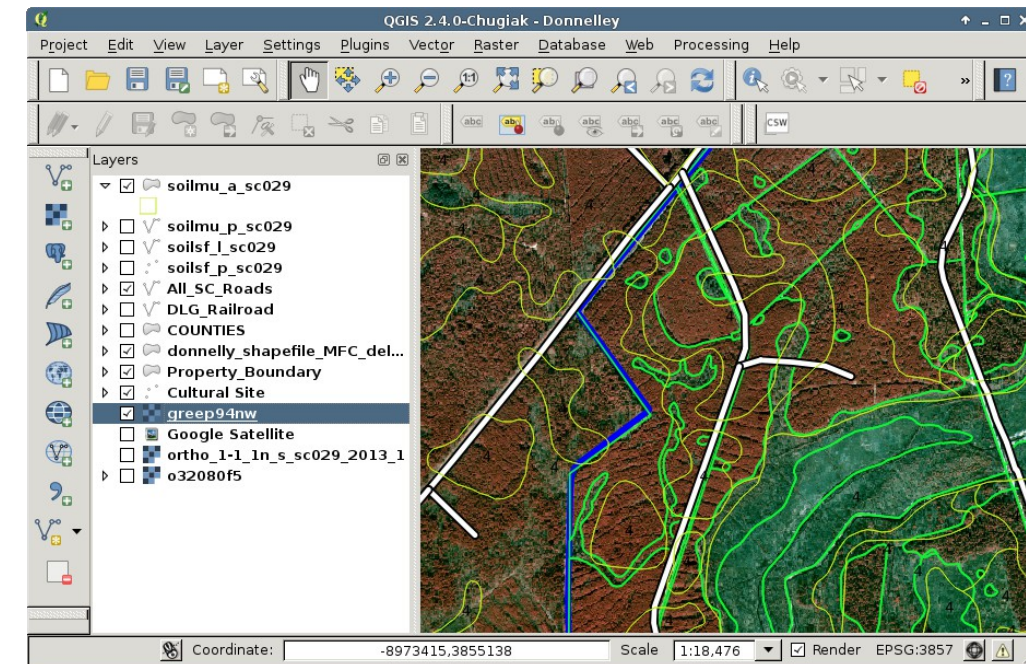 QGIS 2.4.0-Chugiak - Donnelley
Project Edit View Layer Settings Plugins Vector Raster Database Web Processing Help
1:1 » ?
abc abc abc abc abc abc abc CSW
Layers
soilmu_a_sc029
soilmu_p_sc029
soilsf_l_sc029
soilsf_p_sc029
All_SC_Roads
DLG_Railroad
COUNTIES
donnelly_shapefile_MFC_del...
Property_Boundary
Cultural Site
greep94nw
Google Satellite
ortho_1-1_1n_s_sc029_2013_1
o32080f5
Coordinate: -8973415,3855138 Scale 1:18,476 Render EPSG:3857